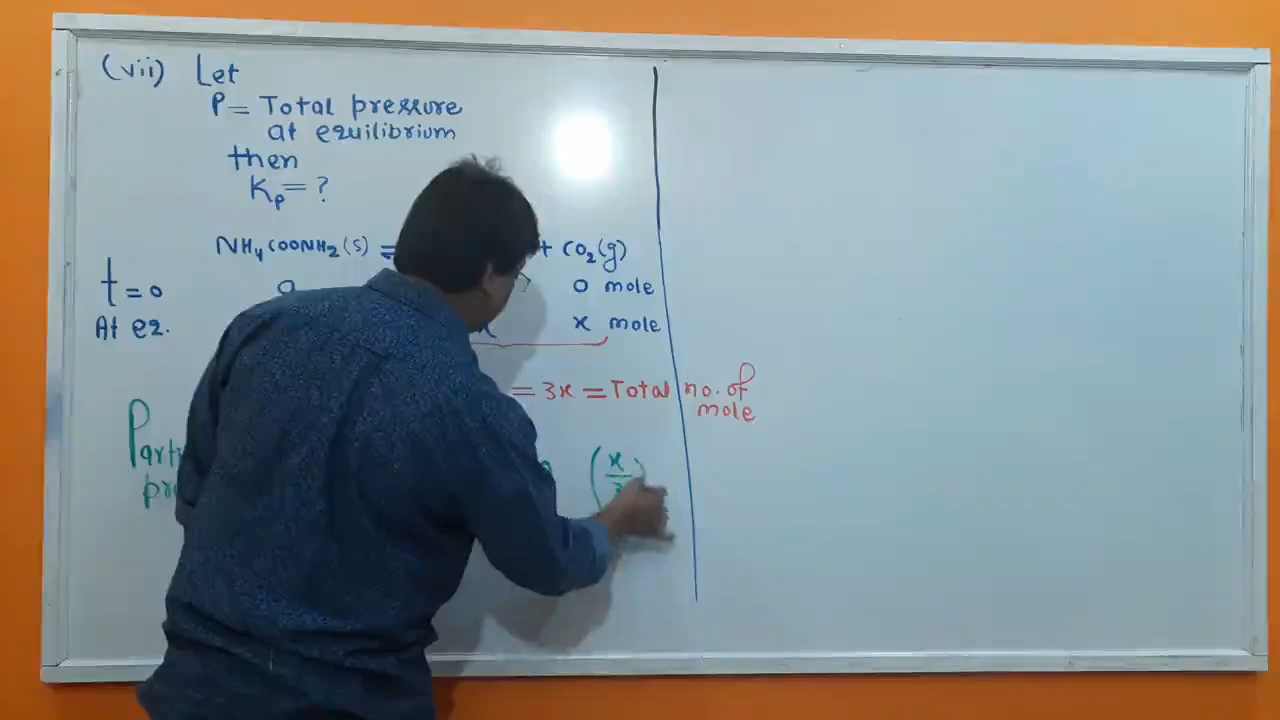 (vii) Let
P = Total pressure
at equilibrium
then
Kp = ?
NH4COONH2(s) ⇌ + CO2(g)
t=0 a 0 mole
At eq. x x mole
= 3x = Total no. of
mole
Parti
pre (x/3